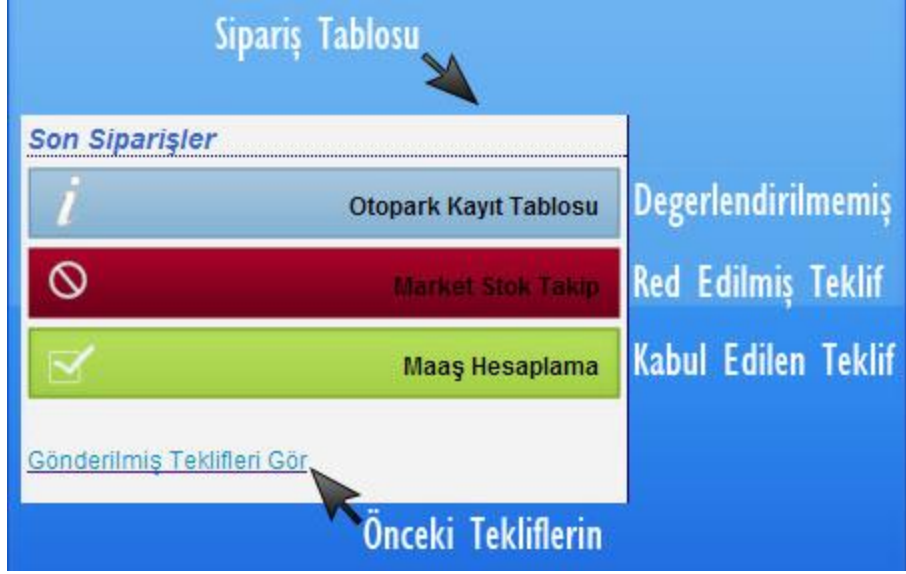 Sipariş Tablosu
Son Siparişler
Otopark Kayıt Tablosu
Degerlendirilmemiş
Market Stok Takip
Red Edilmiş Teklif
Maaş Hesaplama
Kabul Edilen Teklif
Gönderilmiş Teklifleri Gör
Önceki Tekliflerin